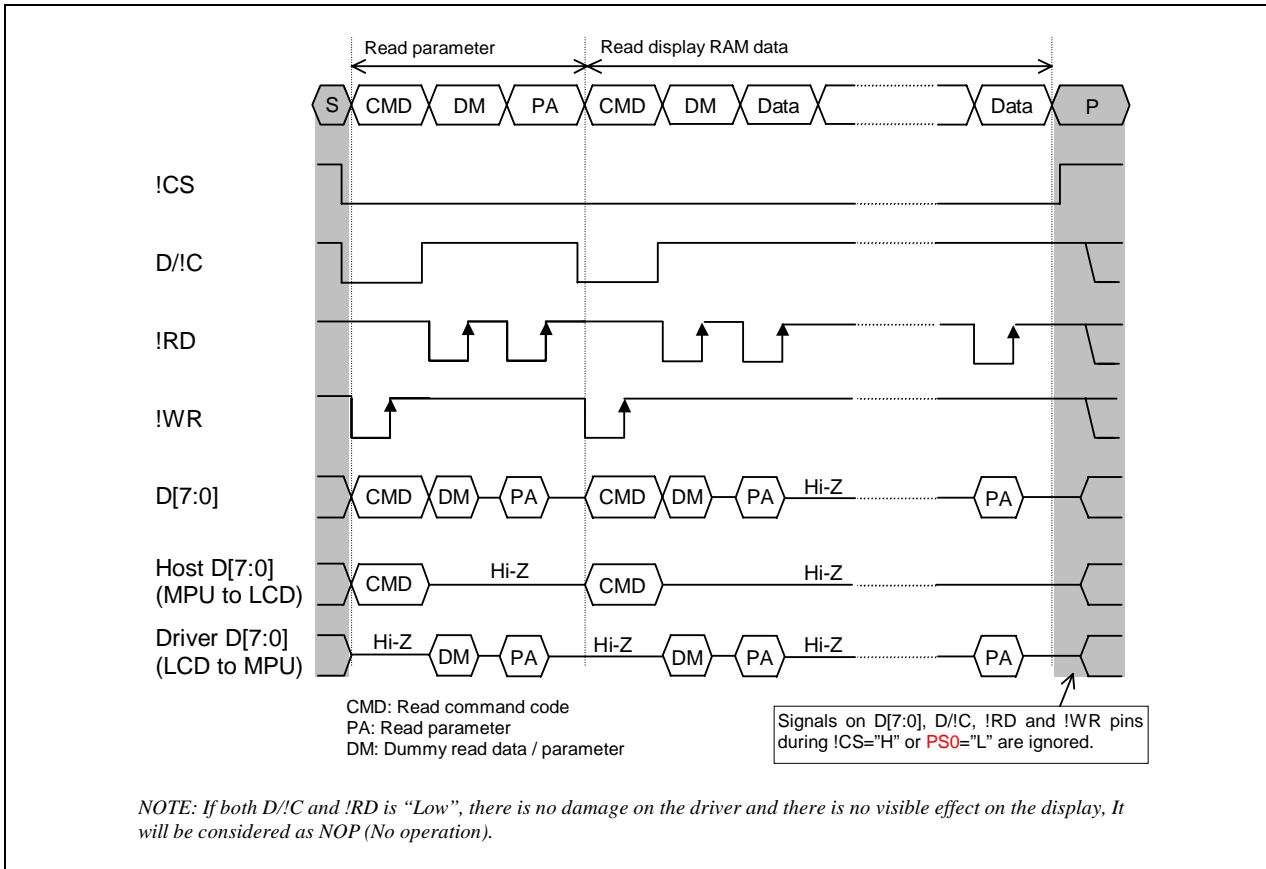 Read parameter Read display RAM data
S CMD DM PA CMD DM Data Data P
!CS
D/!C
!RD
!WR
D[7:0] CMD DM PA CMD DM PA Hi-Z PA
Host D[7:0]
(MPU to LCD)
CMD Hi-Z CMD Hi-Z
Driver D[7:0]
(LCD to MPU)
Hi-Z DM PA Hi-Z DM PA Hi-Z PA
CMD: Read command code
PA: Read parameter
DM: Dummy read data / parameter
Signals on D[7:0], D/!C, !RD and !WR pins
during !CS=”H” or PS0=”L” are ignored.
NOTE: If both D/!C and !RD is “Low”, there is no damage on the driver and there is no visible effect on the display, It
will be considered as NOP (No operation).